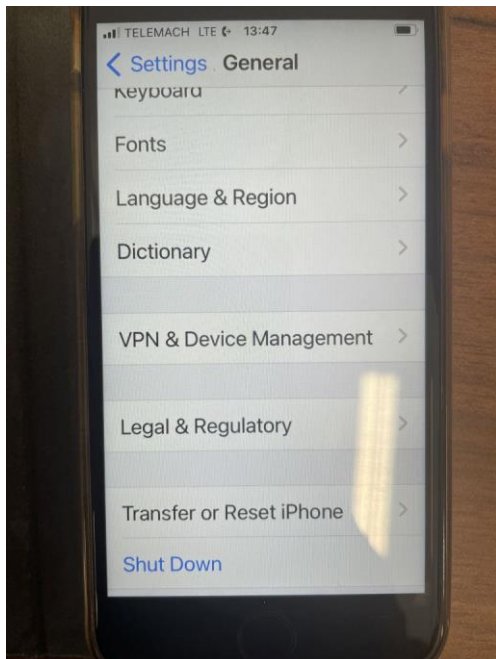 TELEMACH LTE 13:47
Settings General
Keyboard
Fonts
Language & Region
Dictionary
VPN & Device Management
Legal & Regulatory
Transfer or Reset iPhone
Shut Down